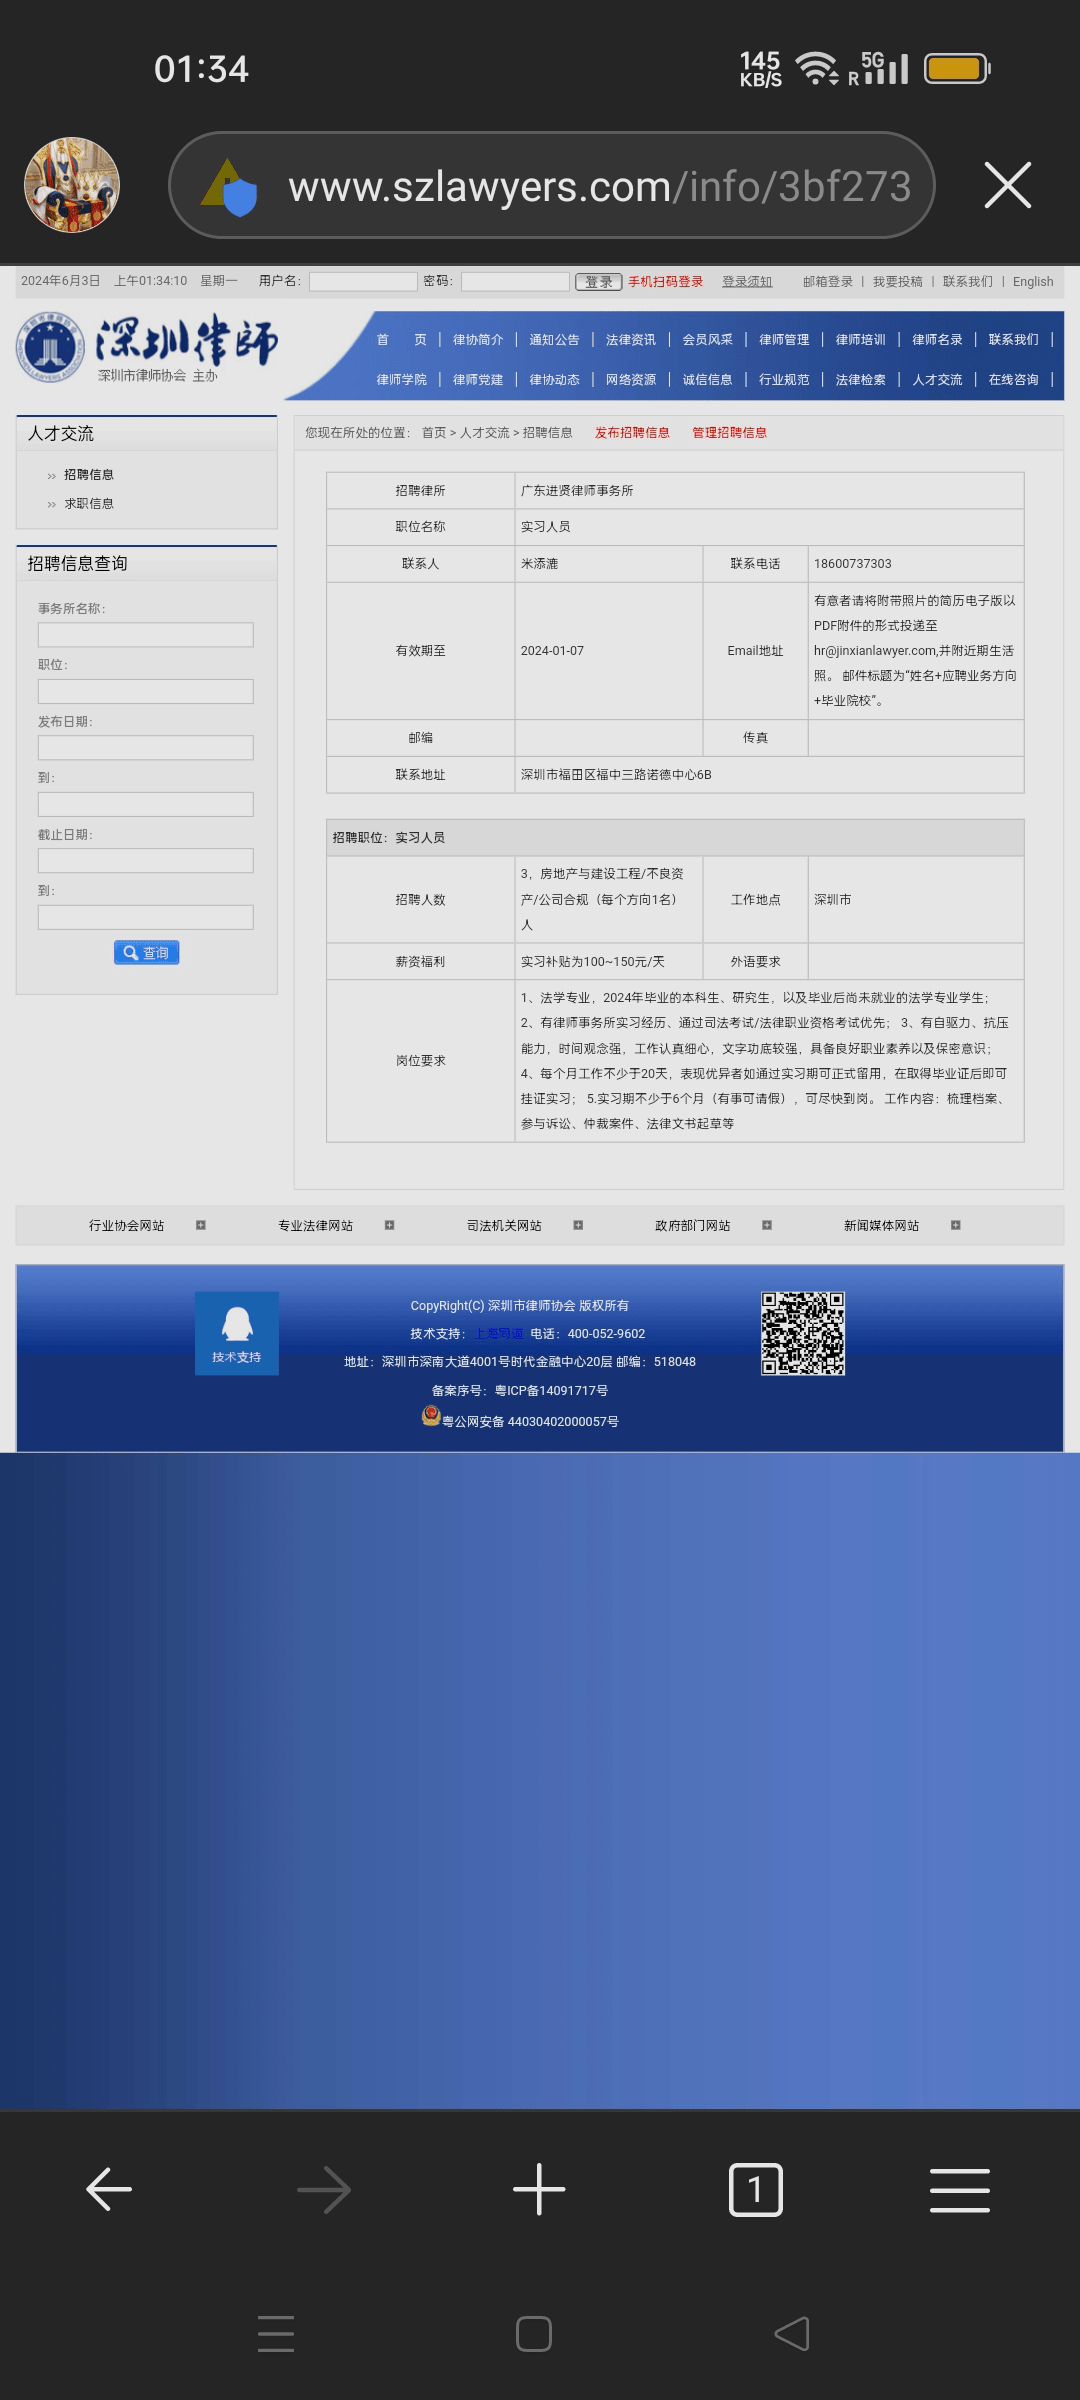 01:34
145 KB/S
5G
R
www.szlawyers.com/info/3bf273
2024年6月3日 上午01:34:10 星期一 用户名: 密码: 登录 手机扫码登录 登录须知 邮箱登录 | 我要投稿 | 联系我们 | English
深圳律師
深圳市律师协会 主办
首 页 | 律协简介 | 通知公告 | 法律资讯 | 会员风采 | 律师管理 | 律师培训 | 律师名录 | 联系我们 |
律师学院 | 律师党建 | 律协动态 | 网络资源 | 诚信信息 | 行业规范 | 法律检索 | 人才交流 | 在线咨询 |
人才交流
招聘信息
求职信息
招聘信息查询
事务所名称:
职位:
发布日期:
到:
截止日期:
到:
查询
您现在所处的位置: 首页 > 人才交流 > 招聘信息 发布招聘信息 管理招聘信息
招聘律所 广东进贤律师事务所
职位名称 实习人员
联系人 米添漉 联系电话 18600737303
有效期至 2024-01-07 Email地址
有意者请将附带照片的简历电子版以
PDF附件的形式投递至
hr@jinxianlawyer.com,并附近期生活
照。 邮件标题为“姓名+应聘业务方向
+毕业院校”。
邮编 传真
联系地址 深圳市福田区福中三路诺德中心6B
招聘职位: 实习人员
招聘人数
3，房地产与建设工程/不良资
产/公司合规（每个方向1名）
人
工作地点 深圳市
薪资福利 实习补贴为100~150元/天 外语要求
岗位要求
1、法学专业，2024年毕业的本科生、研究生，以及毕业后尚未就业的法学专业学生；
2、有律师事务所实习经历、通过司法考试/法律职业资格考试优先； 3、有自驱力、抗压
能力，时间观念强，工作认真细心，文字功底较强，具备良好职业素养以及保密意识；
4、每个月工作不少于20天，表现优异者如通过实习期可正式留用，在取得毕业证后即可
挂证实习； 5.实习期不少于6个月（有事可请假），可尽快到岗。 工作内容：梳理档案、
参与诉讼、仲裁案件、法律文书起草等
行业协会网站 专业法律网站 司法机关网站 政府部门网站 新闻媒体网站
技术支持
CopyRight(C) 深圳市律师协会 版权所有
技术支持： 电话：400-052-9602
地址：深圳市深南大道4001号时代金融中心20层 邮编：518048
备案序号：粤ICP备14091717号
粤公网安备 44030402000057号
1